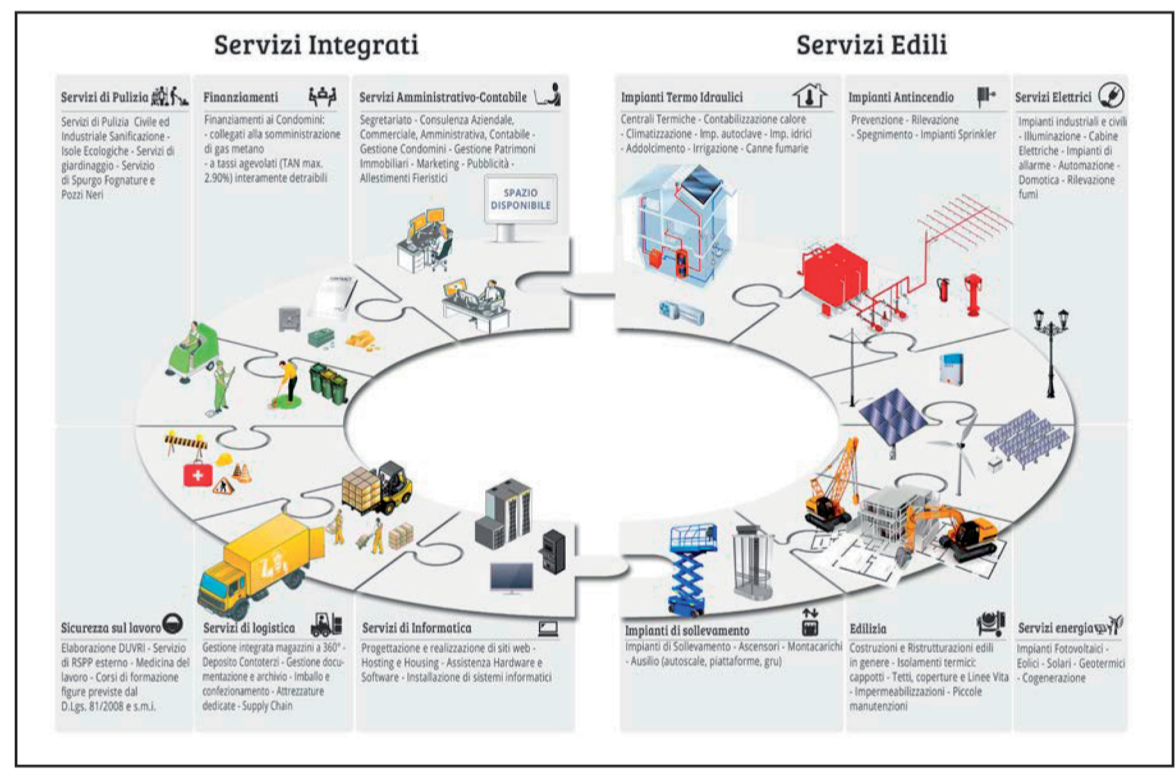 Servizi Integrati
Servizi Edili
Servizi di Pulizia
Servizi di Pulizia Civile ed
Industriale Sanificazione -
Isole Ecologiche - Servizi di
giardinaggio - Servizio
di Spurgo Fognature e
Pozzi Neri
Finanziamenti
Finanziamenti ai Condomini:
- collegati alla somministrazione
di gas metano
- a tassi agevolati (TAN max.
2.90%) interamente detraibili
Servizi Amministrativo-Contabile
Segretariato - Consulenza Aziendale,
Commerciale, Amministrativa, Contabile -
Gestione Condomini - Gestione Patrimoni
Immobiliari - Marketing - Pubblicità -
Allestimenti Fieristici
SPAZIO
DISPONIBILE
CONTRACT
Impianti Termo Idraulici
Centrali Termiche - Contabilizzazione calore
- Climatizzazione - Imp. autoclave - Imp. idrici
- Addolcimento - Irrigazione - Canne fumarie
Impianti Antincendio
Prevenzione - Rilevazione
- Spegnimento - Impianti Sprinkler
Servizi Elettrici
Impianti industriali e civili
- Illuminazione - Cabine
Elettriche - Impianti di
allarme - Automazione -
Domotica - Rilevazione
fumi
Sicurezza sul lavoro
Elaborazione DUVRI - Servizio
di RSPP esterno - Medicina del
lavoro - Corsi di formazione
figure previste dal
D.Lgs. 81/2008 e s.m.i.
Servizi di logistica
Gestione integrata magazzini a 360° -
Deposito Contoterzi - Gestione docu-
mentazione e archivio - Imballo e
confezionamento - Attrezzature
dedicate - Supply Chain
Servizi di Informatica
Progettazione e realizzazione di siti web -
Hosting e Housing - Assistenza Hardware e
Software - Installazione di sistemi informatici
Impianti di sollevamento
Impianti di Sollevamento - Ascensori - Montacarichi
- Ausilio (autoscale, piattaforme, gru)
Edilizia
Costruzioni e Ristrutturazioni edili
in genere - Isolamenti termici:
cappotti - Tetti, coperture e Linee Vita
- Impermeabilizzazioni - Piccole
manutenzioni
Servizi energia
Impianti Fotovoltaici -
Eolici - Solari - Geotermici
- Cogenerazione